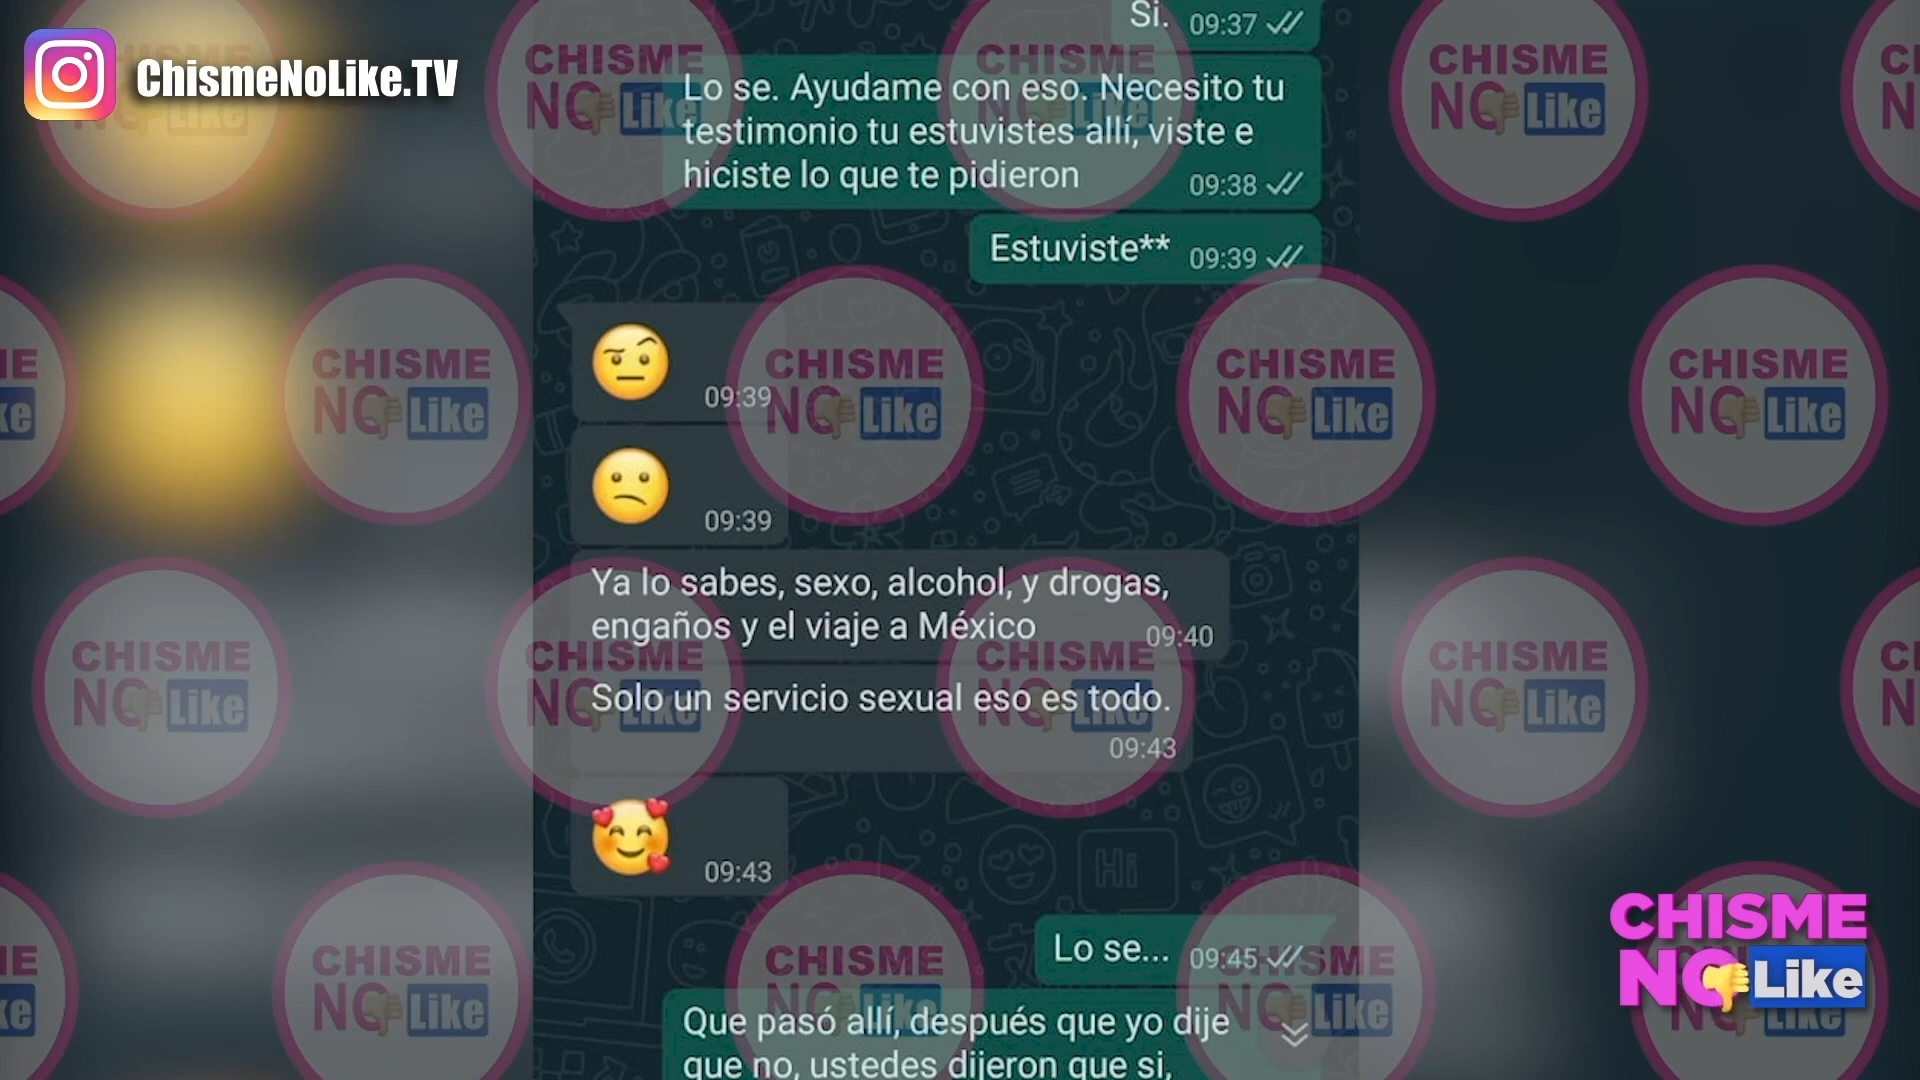 ChismeNoLike.TV
Si. 09:37
Lo se. Ayudame con eso. Necesito tu
testimonio tu estuvistes allí, viste e
hiciste lo que te pidieron 09:38
Estuviste** 09:39
09:39
09:39
Ya lo sabes, sexo, alcohol, y drogas,
engaños y el viaje a México 09:40
Solo un servicio sexual eso es todo.
09:43
09:43
Lo se... 09:45
Que pasó allí, después que yo dije
que no, ustedes dijeron que si,
CHISME
NO Like